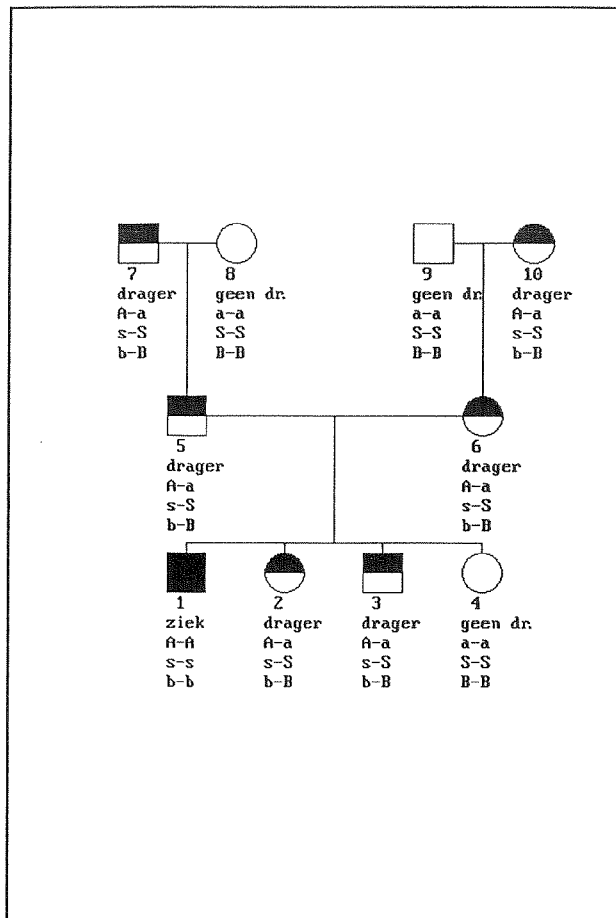 7 8 9 10
drager geen dr. geen dr drager
A-a a-a a-a A-a
s-S S-S S-S s-S
b-B B-B B-B b-B
5 6
drager drager
A-a A-a
s-S s-S
b-B b-B
1 2 3 4
ziek drager drager geen dr.
A-A A-a A-a a-a
s-s s-S s-S S-S
b-b b-B b-B B-B